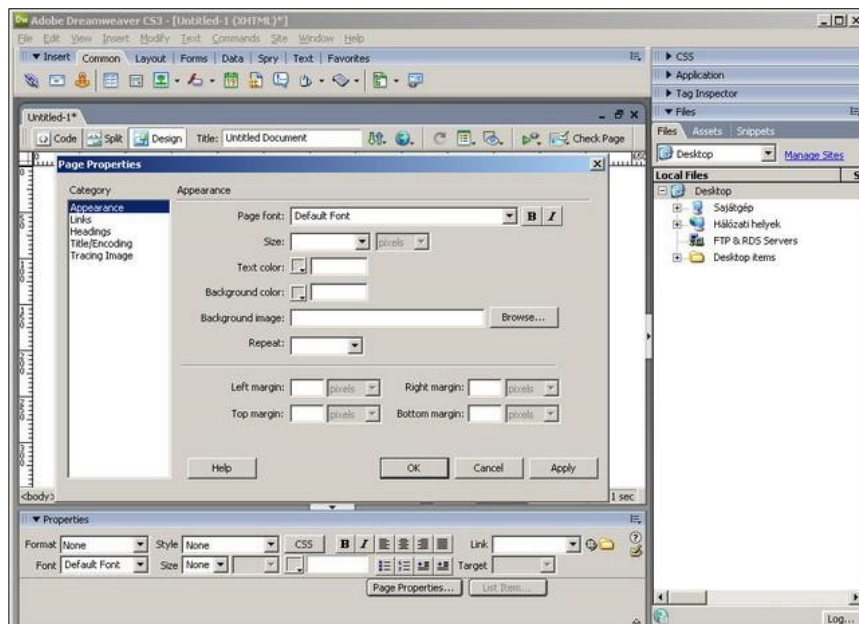 Adobe Dreamweaver CS3 - [Untitled-1 (XHTML)*]
File Edit View Insert Modify Text Commands Site Window Help
Insert Common Layout Forms Data Spry Text Favorites
Untitled-1*
Code Split Design Title: Untitled Document Check Page
Page Properties
Category
Appearance
Links
Headings
Title/Encoding
Tracing Image
Appearance
Page font: Default Font B I
Size: pixels
Text color:
Background color:
Background image: Browse...
Repeat:
Left margin: pixels Right margin: pixels
Top margin: pixels Bottom margin: pixels
Help OK Cancel Apply
<body> 1 sec
Properties
Format None Style None CSS B I Link
Font Default Font Size None Target
Page Properties... List Item...
CSS
Application
Tag Inspector
Files
Files Assets Snippets
Desktop Manage Sites
Local Files S
Desktop
Sajátgép
Hálózati helyek
FTP & RDS Servers
Desktop items
Log...